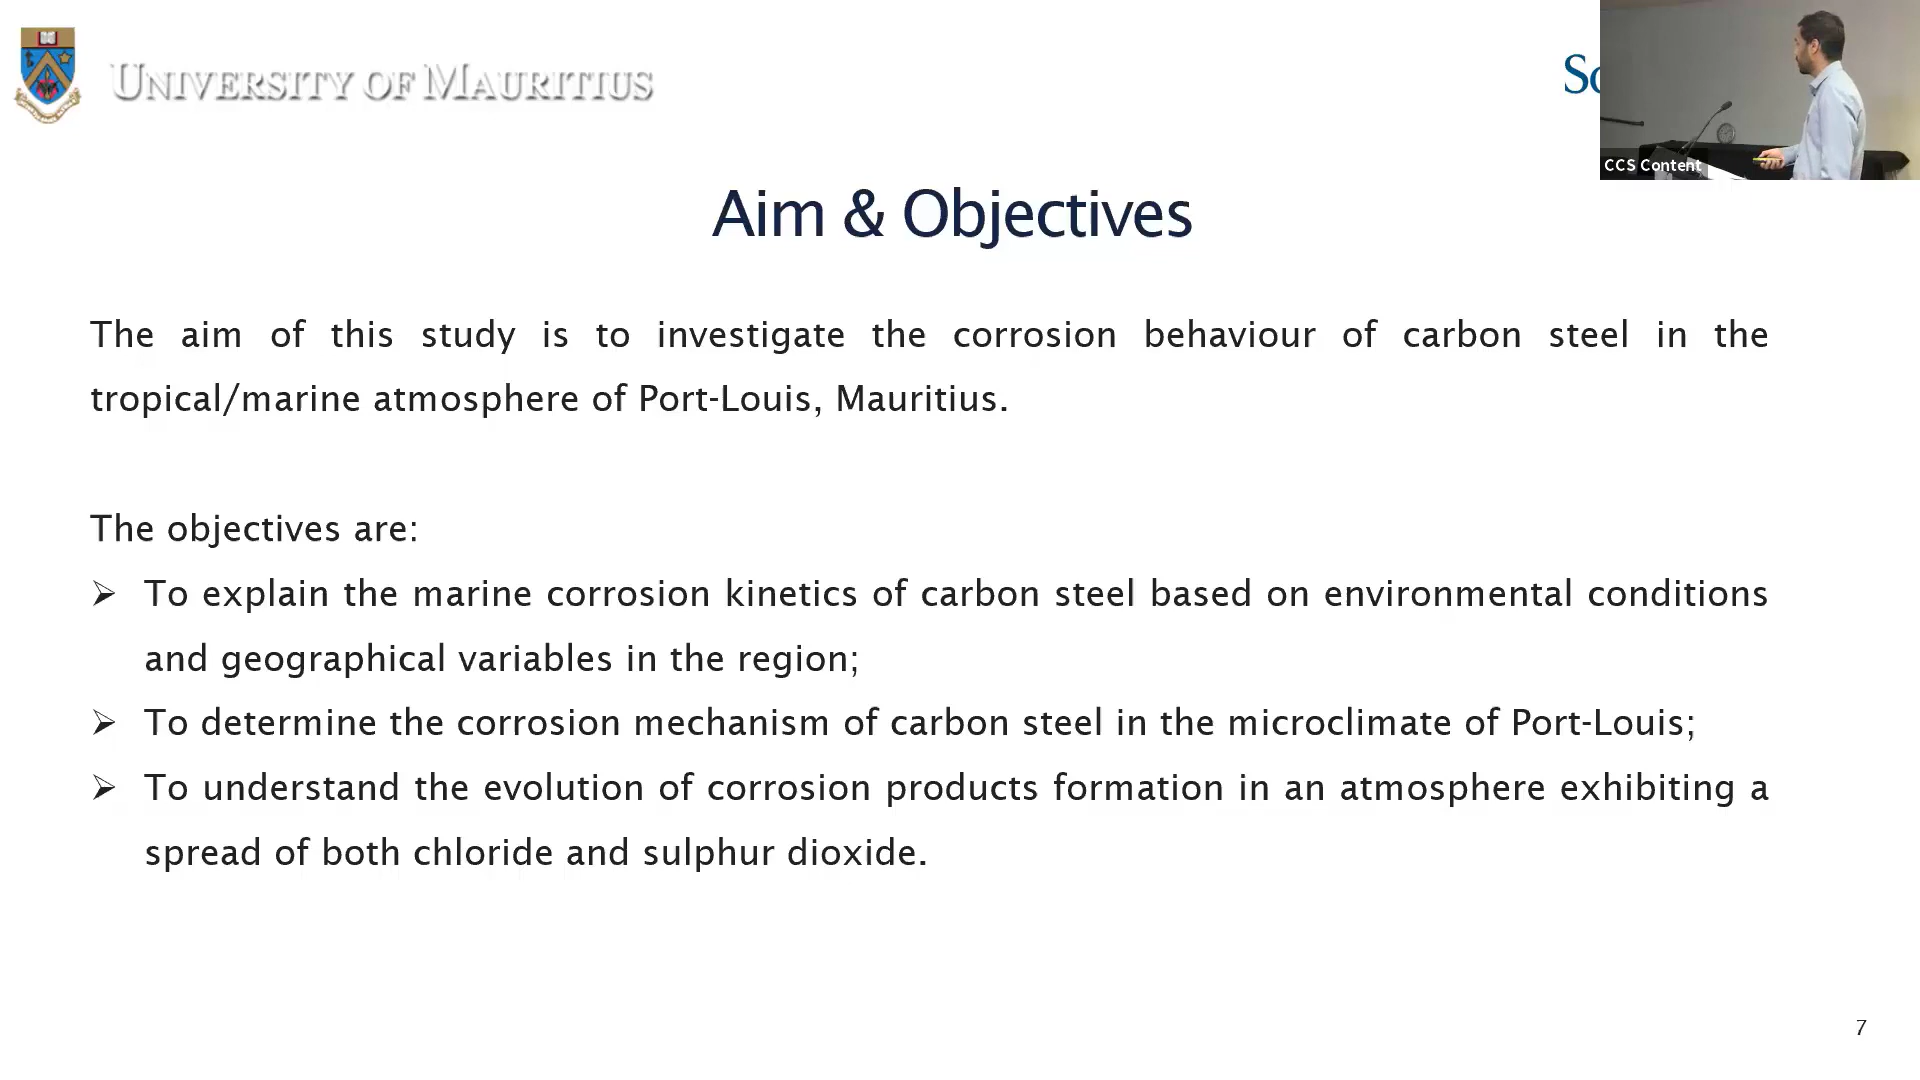 UNIVERSITY OF MAURITIUS
CCS Content
Aim & Objectives
The aim of this study is to investigate the corrosion behaviour of carbon steel in the
tropical/marine atmosphere of Port-Louis, Mauritius.
The objectives are:
➢ To explain the marine corrosion kinetics of carbon steel based on environmental conditions
and geographical variables in the region;
➢ To determine the corrosion mechanism of carbon steel in the microclimate of Port-Louis;
➢ To understand the evolution of corrosion products formation in an atmosphere exhibiting a
spread of both chloride and sulphur dioxide.
7